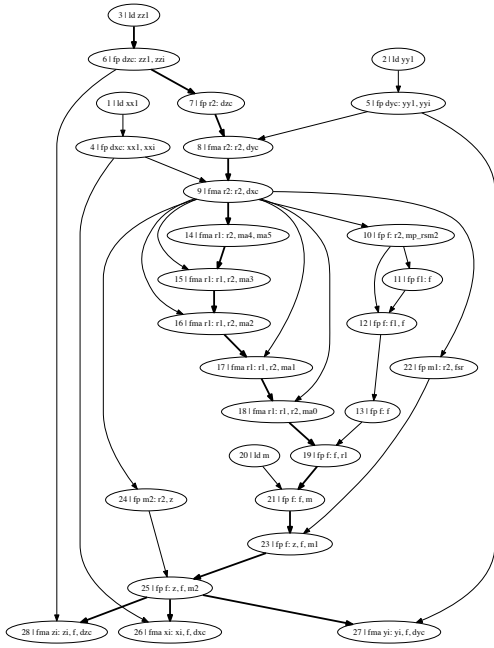 3 | ld zz1
6 | fp dzc: zz1, zzi
2 | ld yy1
1 | ld xx1
7 | fp r2: dzc
5 | fp dyc: yy1, yyi
4 | fp dxc: xx1, xxi
8 | fma r2: r2, dyc
9 | fma r2: r2, dxc
14 | fma r1: r2, ma4, ma5
10 | fp f: r2, mp_rsm2
15 | fma r1: r1, r2, ma3
11 | fp f1: f
16 | fma r1: r1, r2, ma2
12 | fp f: f1, f
17 | fma r1: r1, r2, ma1
22 | fp m1: r2, fsr
18 | fma r1: r1, r2, ma0
13 | fp f: f
20 | ld m
19 | fp f: f, r1
24 | fp m2: r2, z
21 | fp f: f, m
23 | fp f: z, f, m1
25 | fp f: z, f, m2
28 | fma zi: zi, f, dzc
26 | fma xi: xi, f, dxc
27 | fma yi: yi, f, dyc